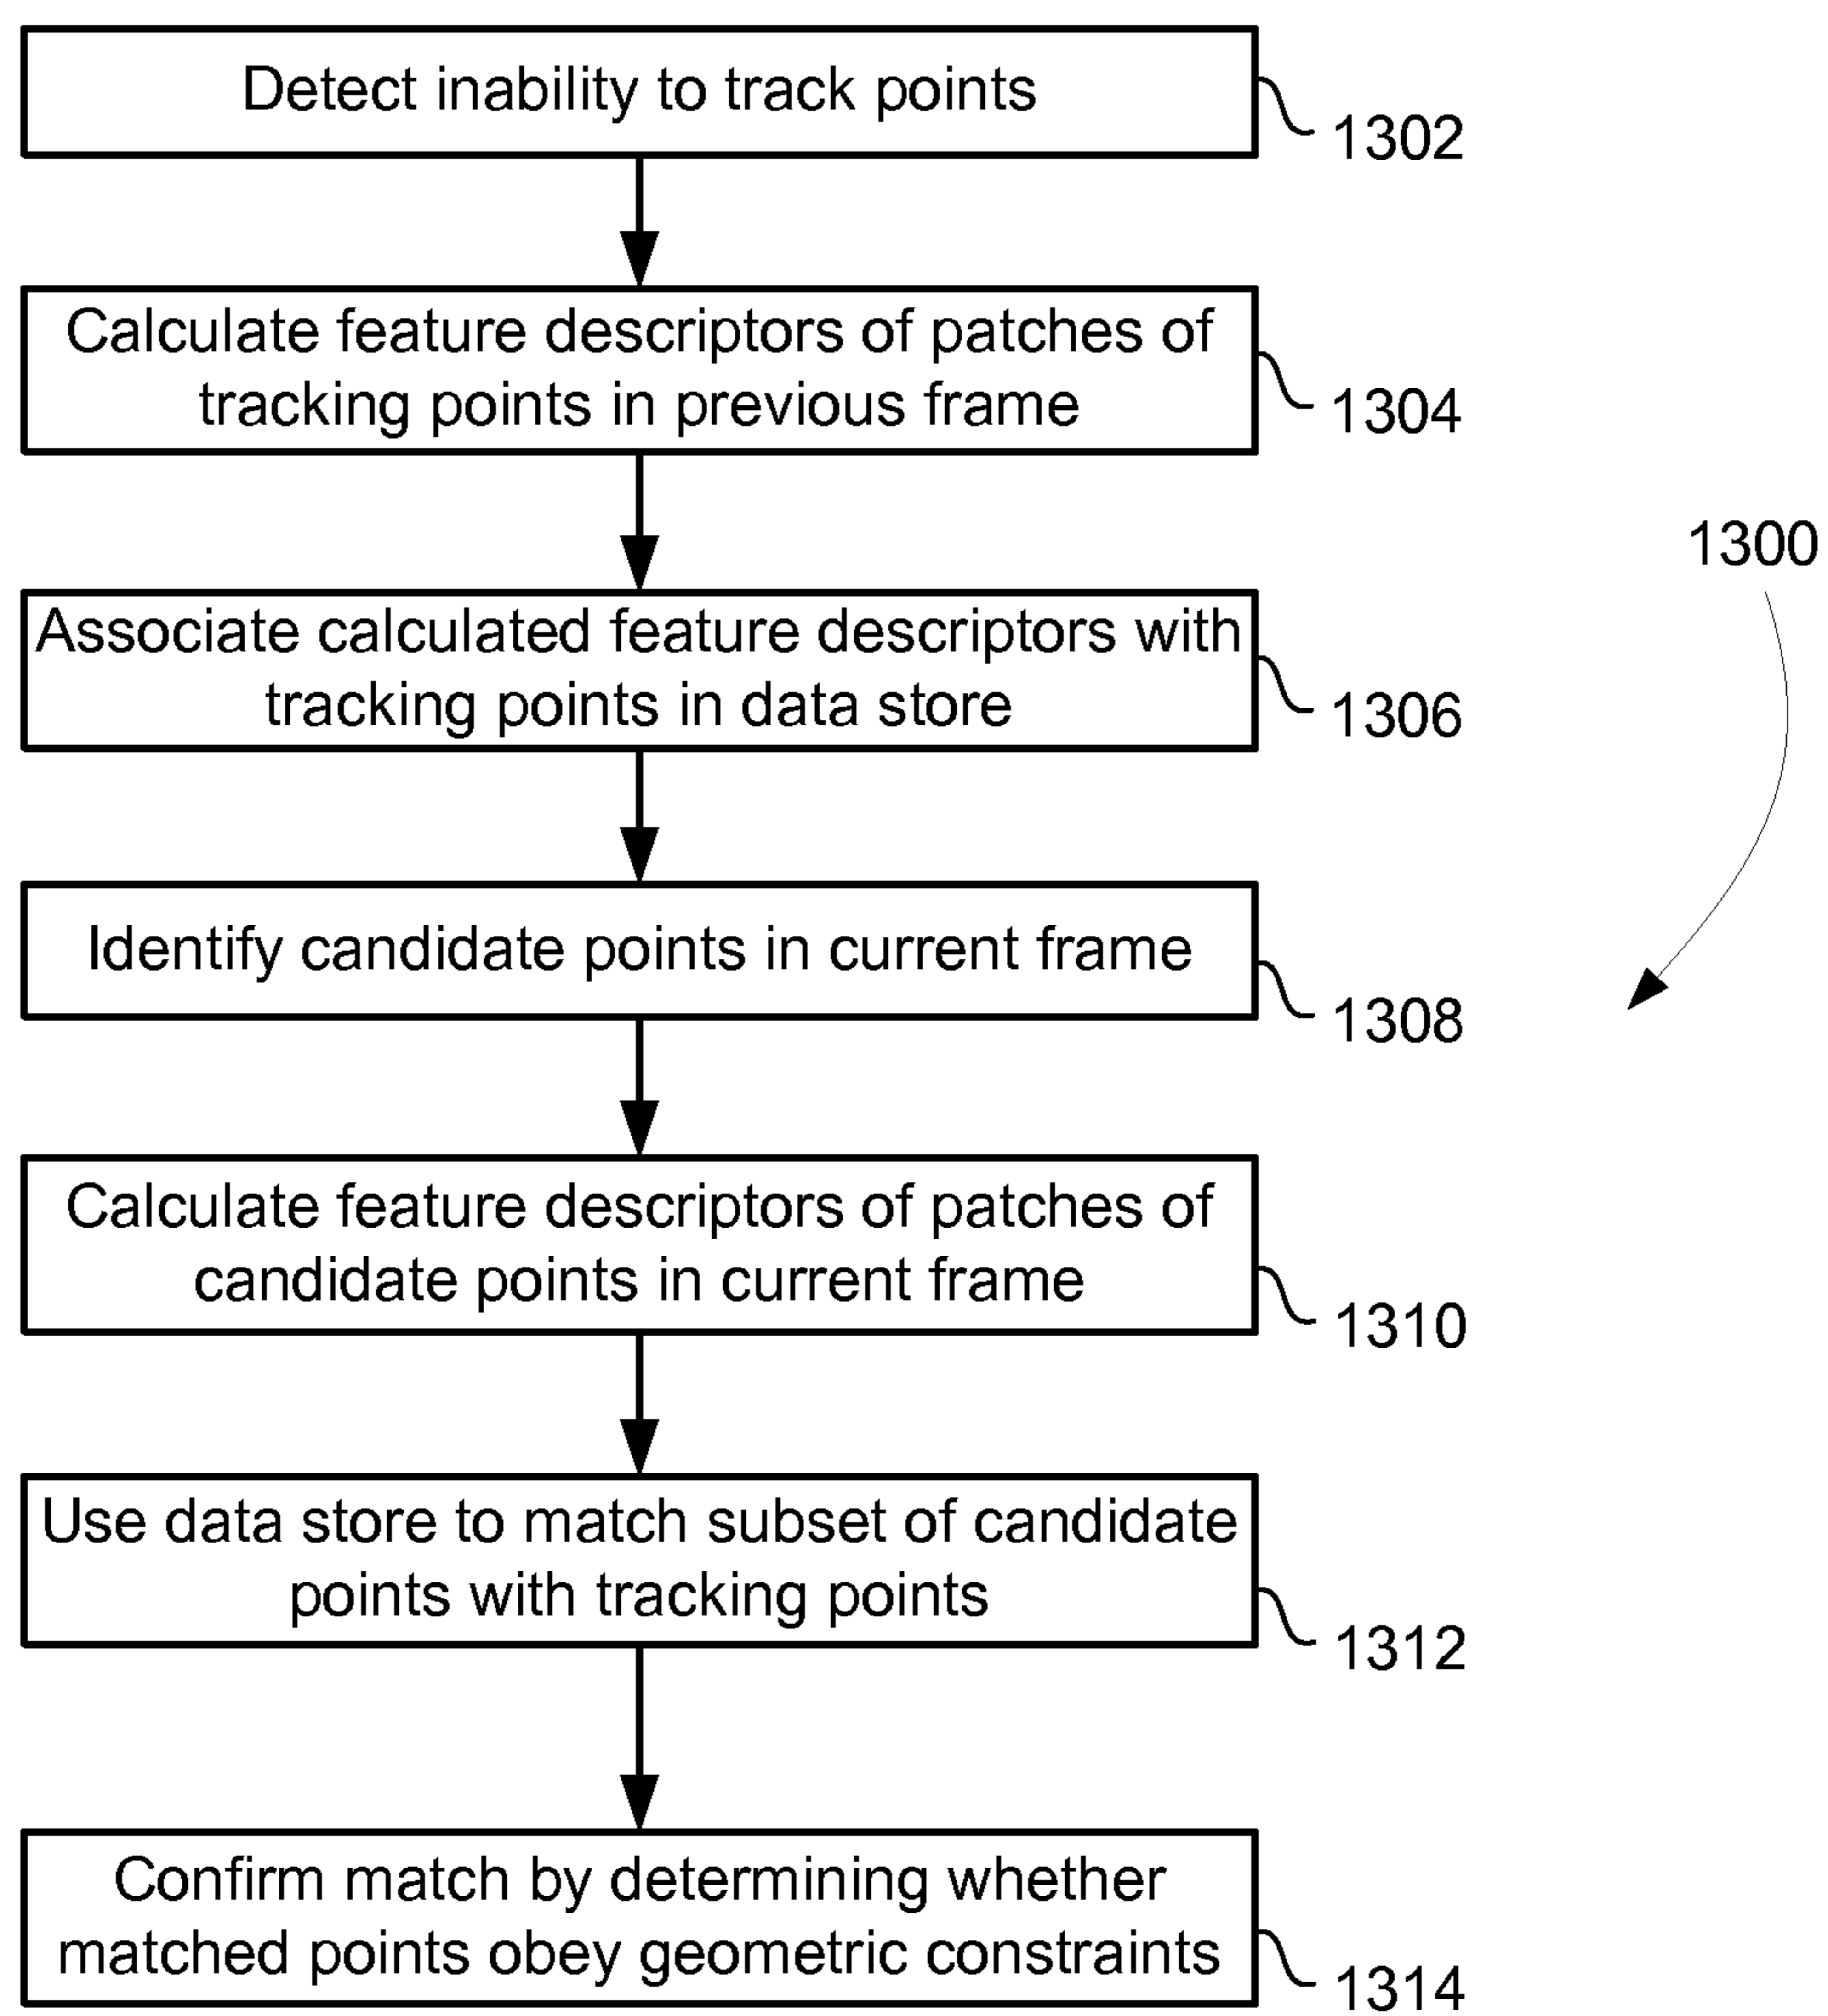 Detect inability to track points
1302
Calculate feature descriptors of patches of
tracking points in previous frame
1304
1300
Associate calculated feature descriptors with
tracking points in data store
1306
Identify candidate points in current frame
1308
Calculate feature descriptors of patches of
candidate points in current frame
1310
Use data store to match subset of candidate
points with tracking points
1312
Confirm match by determining whether
matched points obey geometric constraints
1314